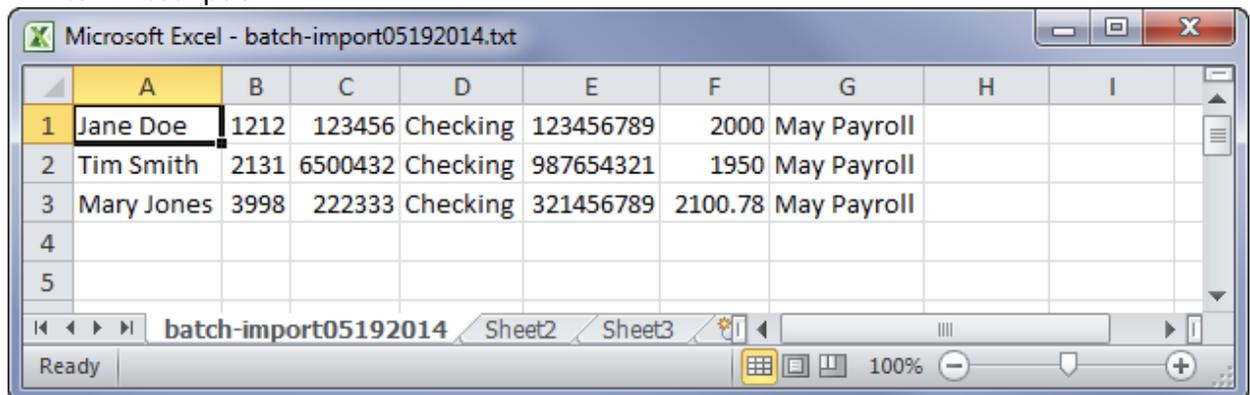 Microsoft Excel - batch-import05192014.txt
A B C D E F G H I
1 Jane Doe 1212 123456 Checking 123456789 2000 May Payroll
2 Tim Smith 2131 6500432 Checking 987654321 1950 May Payroll
3 Mary Jones 3998 222333 Checking 321456789 2100.78 May Payroll
4
5
batch-import05192014 Sheet2 Sheet3
Ready 100%